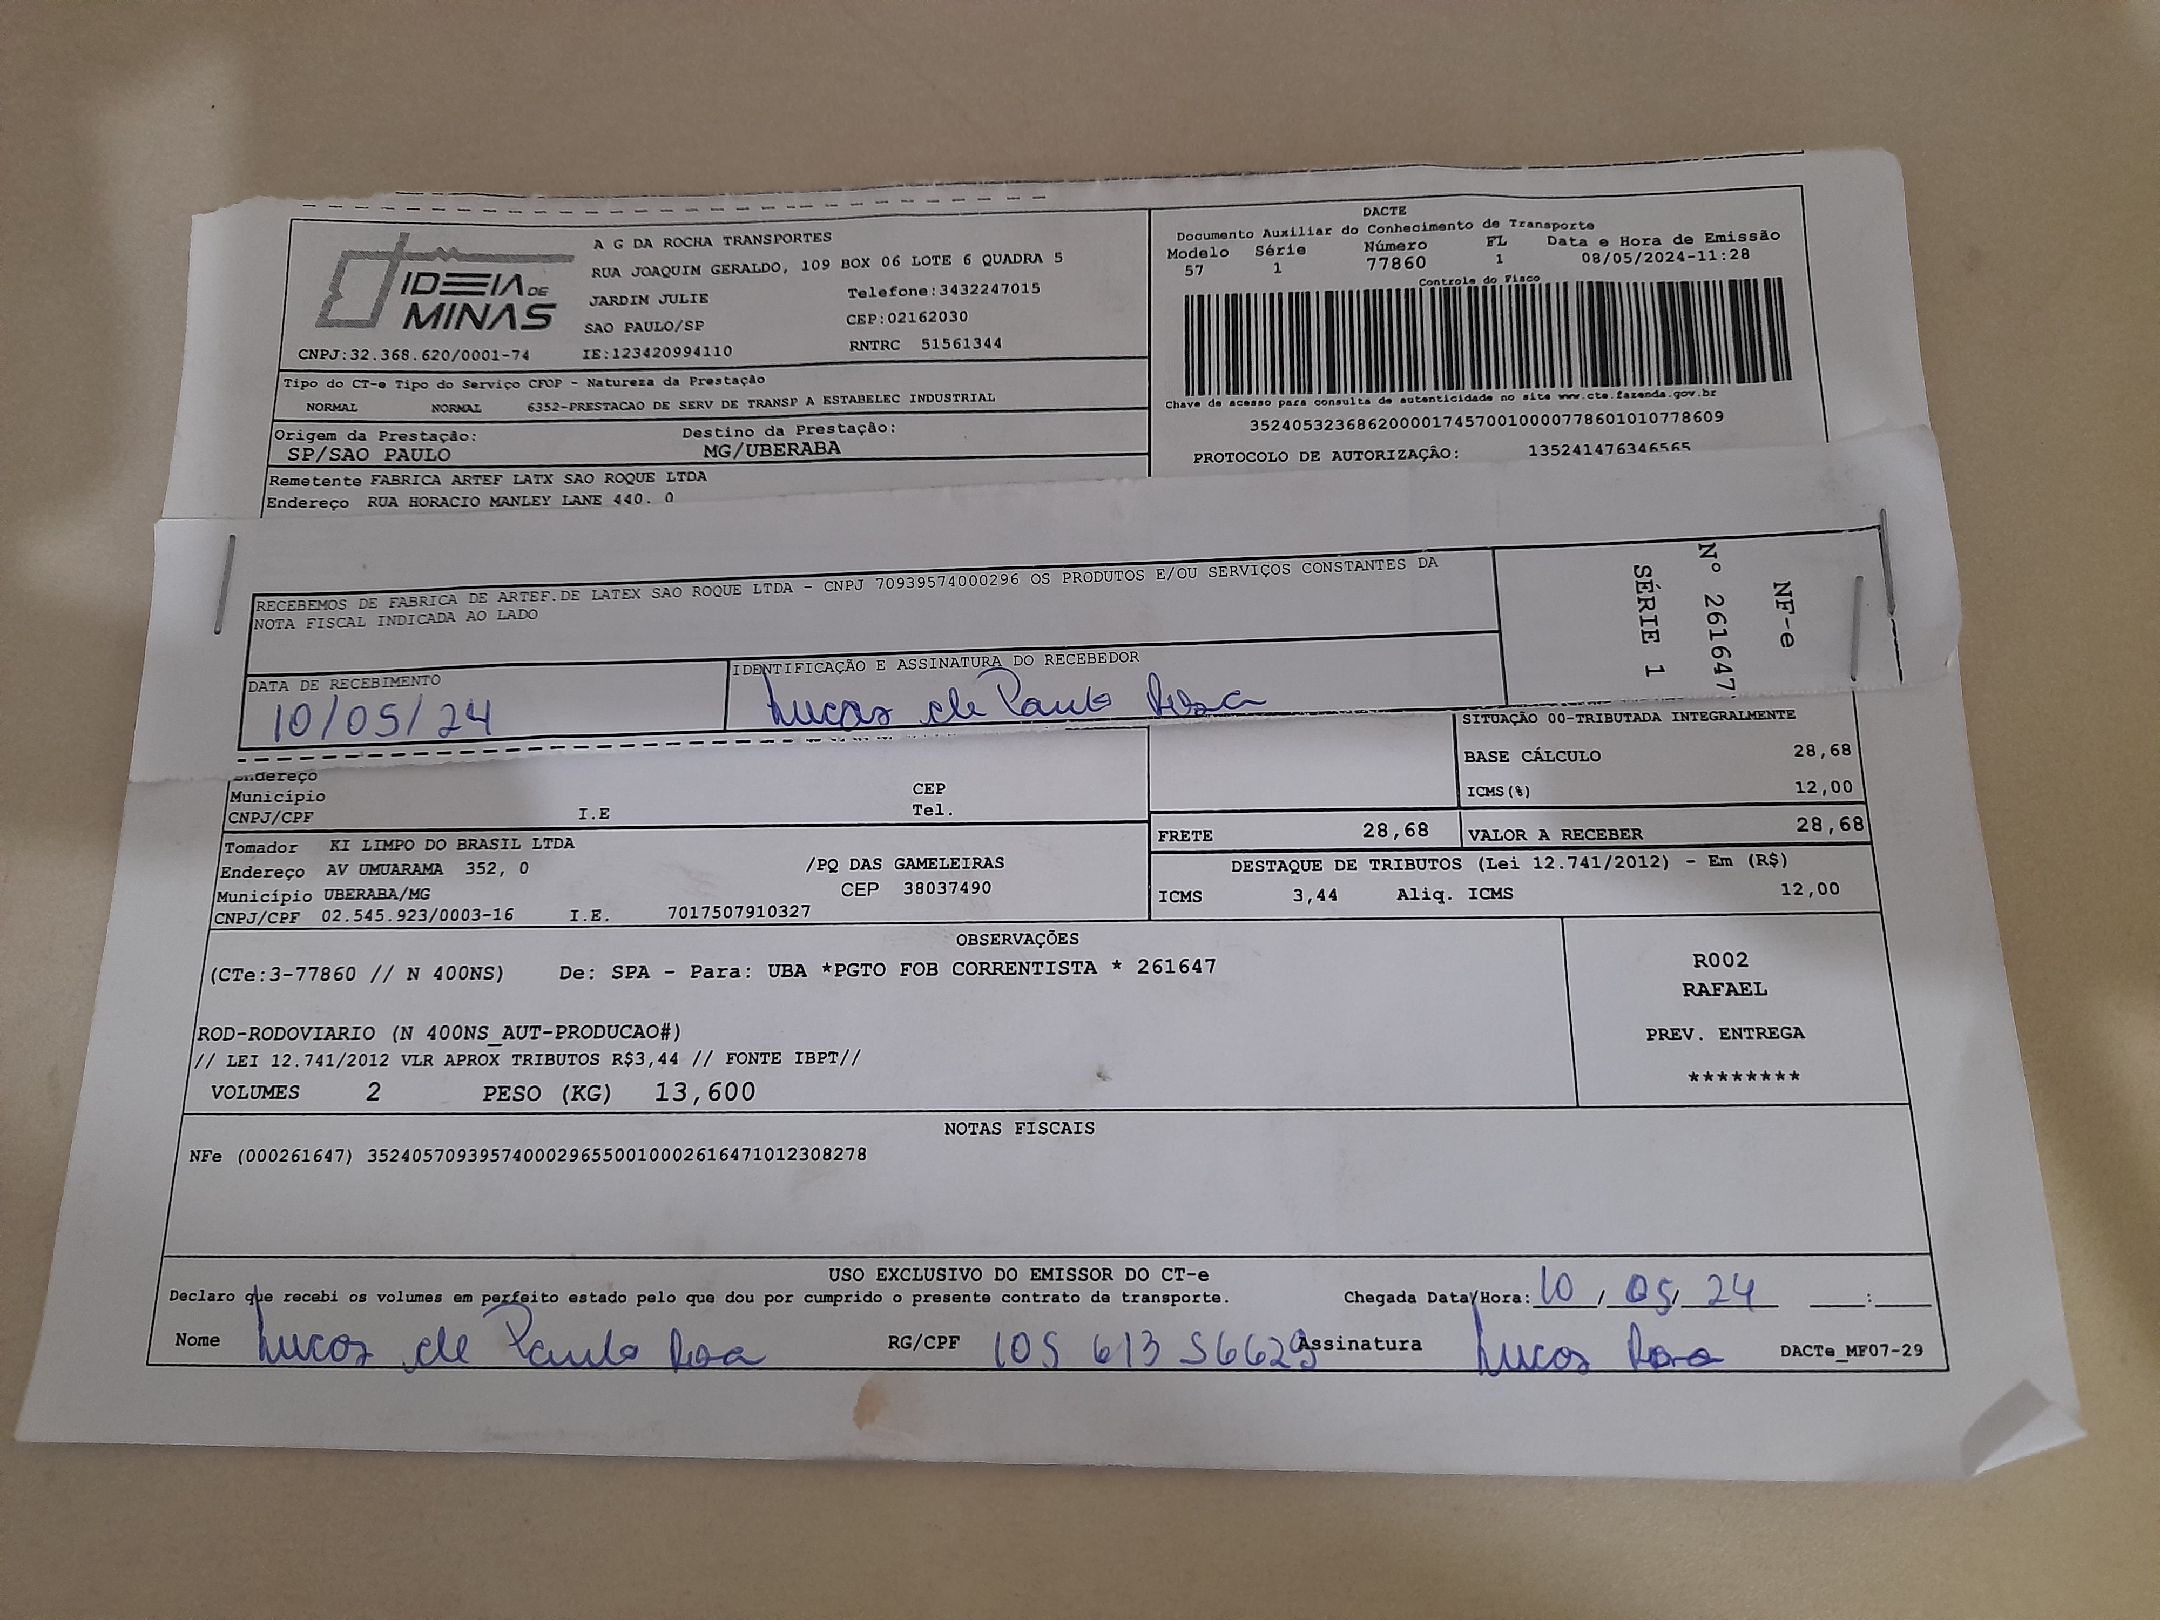 IDEIA DE MINAS
CNPJ:32.368.620/0001-74
A G DA ROCHA TRANSPORTES
RUA JOAQUIM GERALDO, 109 BOX 06 LOTE 6 QUADRA 5
JARDIN JULIE Telefone:3432247015
SAO PAULO/SP CEP:02162030
IE:123420994110 RNTRC 51561344
DACTE
Documento Auxiliar do Conhecimento de Transporte
Modelo Série Número FL Data e Hora de Emissão
57 1 77860 1 08/05/2024-11:28
Controle do Fisco
Chave de acesso para consulta de autenticidade no site www.cte.fazenda.gov.br
35240532368620000174570010000778601010778609
PROTOCOLO DE AUTORIZAÇÃO: 135241476346565
Tipo do CT-e Tipo do Serviço CFOP - Natureza da Prestação
NORMAL NORMAL 6352-PRESTACAO DE SERV DE TRANSP A ESTABELEC INDUSTRIAL
Origem da Prestação: Destino da Prestação:
SP/SAO PAULO MG/UBERABA
Remetente FABRICA ARTEF LATX SAO ROQUE LTDA
Endereço RUA HORACIO MANLEY LANE 440. 0
RECEBEMOS DE FABRICA DE ARTEF.DE LATEX SAO ROQUE LTDA - CNPJ 70939574000296 OS PRODUTOS E/OU SERVIÇOS CONSTANTES DA
NOTA FISCAL INDICADA AO LADO
NF-e
Nº 261647
SÉRIE 1
DATA DE RECEBIMENTO IDENTIFICAÇÃO E ASSINATURA DO RECEBEDOR
10/05/24 Lucas de Paulo Rosa
SITUAÇÃO 00-TRIBUTADA INTEGRALMENTE
BASE CÁLCULO 28,68
ICMS(%) 12,00
Endereço
Município CEP
CNPJ/CPF I.E Tel.
FRETE 28,68 VALOR A RECEBER 28,68
Tomador KI LIMPO DO BRASIL LTDA
Endereço AV UMUARAMA 352, 0 /PQ DAS GAMELEIRAS
Município UBERABA/MG CEP 38037490
CNPJ/CPF 02.545.923/0003-16 I.E. 7017507910327
DESTAQUE DE TRIBUTOS (Lei 12.741/2012) - Em (R$)
ICMS 3,44 Aliq. ICMS 12,00
OBSERVAÇÕES
(CTe:3-77860 // N 400NS) De: SPA - Para: UBA *PGTO FOB CORRENTISTA * 261647
ROD-RODOVIARIO (N 400NS_AUT-PRODUCAO#)
// LEI 12.741/2012 VLR APROX TRIBUTOS R$3,44 // FONTE IBPT//
VOLUMES 2 PESO (KG) 13,600
R002
RAFAEL
PREV. ENTREGA
********
NOTAS FISCAIS
NFe (000261647) 35240570939574000296550010002616471012308278
USO EXCLUSIVO DO EMISSOR DO CT-e
Declaro que recebi os volumes em perfeito estado pelo que dou por cumprido o presente contrato de transporte. Chegada Data/Hora: 10 / 05 / 24 ____:____
Nome Lucas de Paulo Rosa RG/CPF 105 613 56623 Assinatura Lucas Rosa DACTe_MF07-29